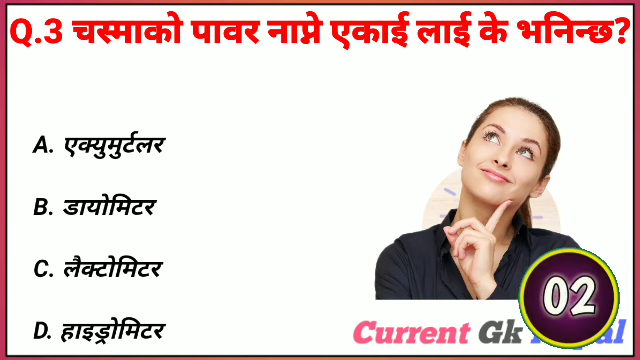 Q.3 चस्माको पावर नाप्ने एकाई लाई के भनिन्छ?
A. एक्युमुर्टलर
B. डायोमिटर
C. लैक्टोमिटर
D. हाइड्रोमिटर
02
Current Gk